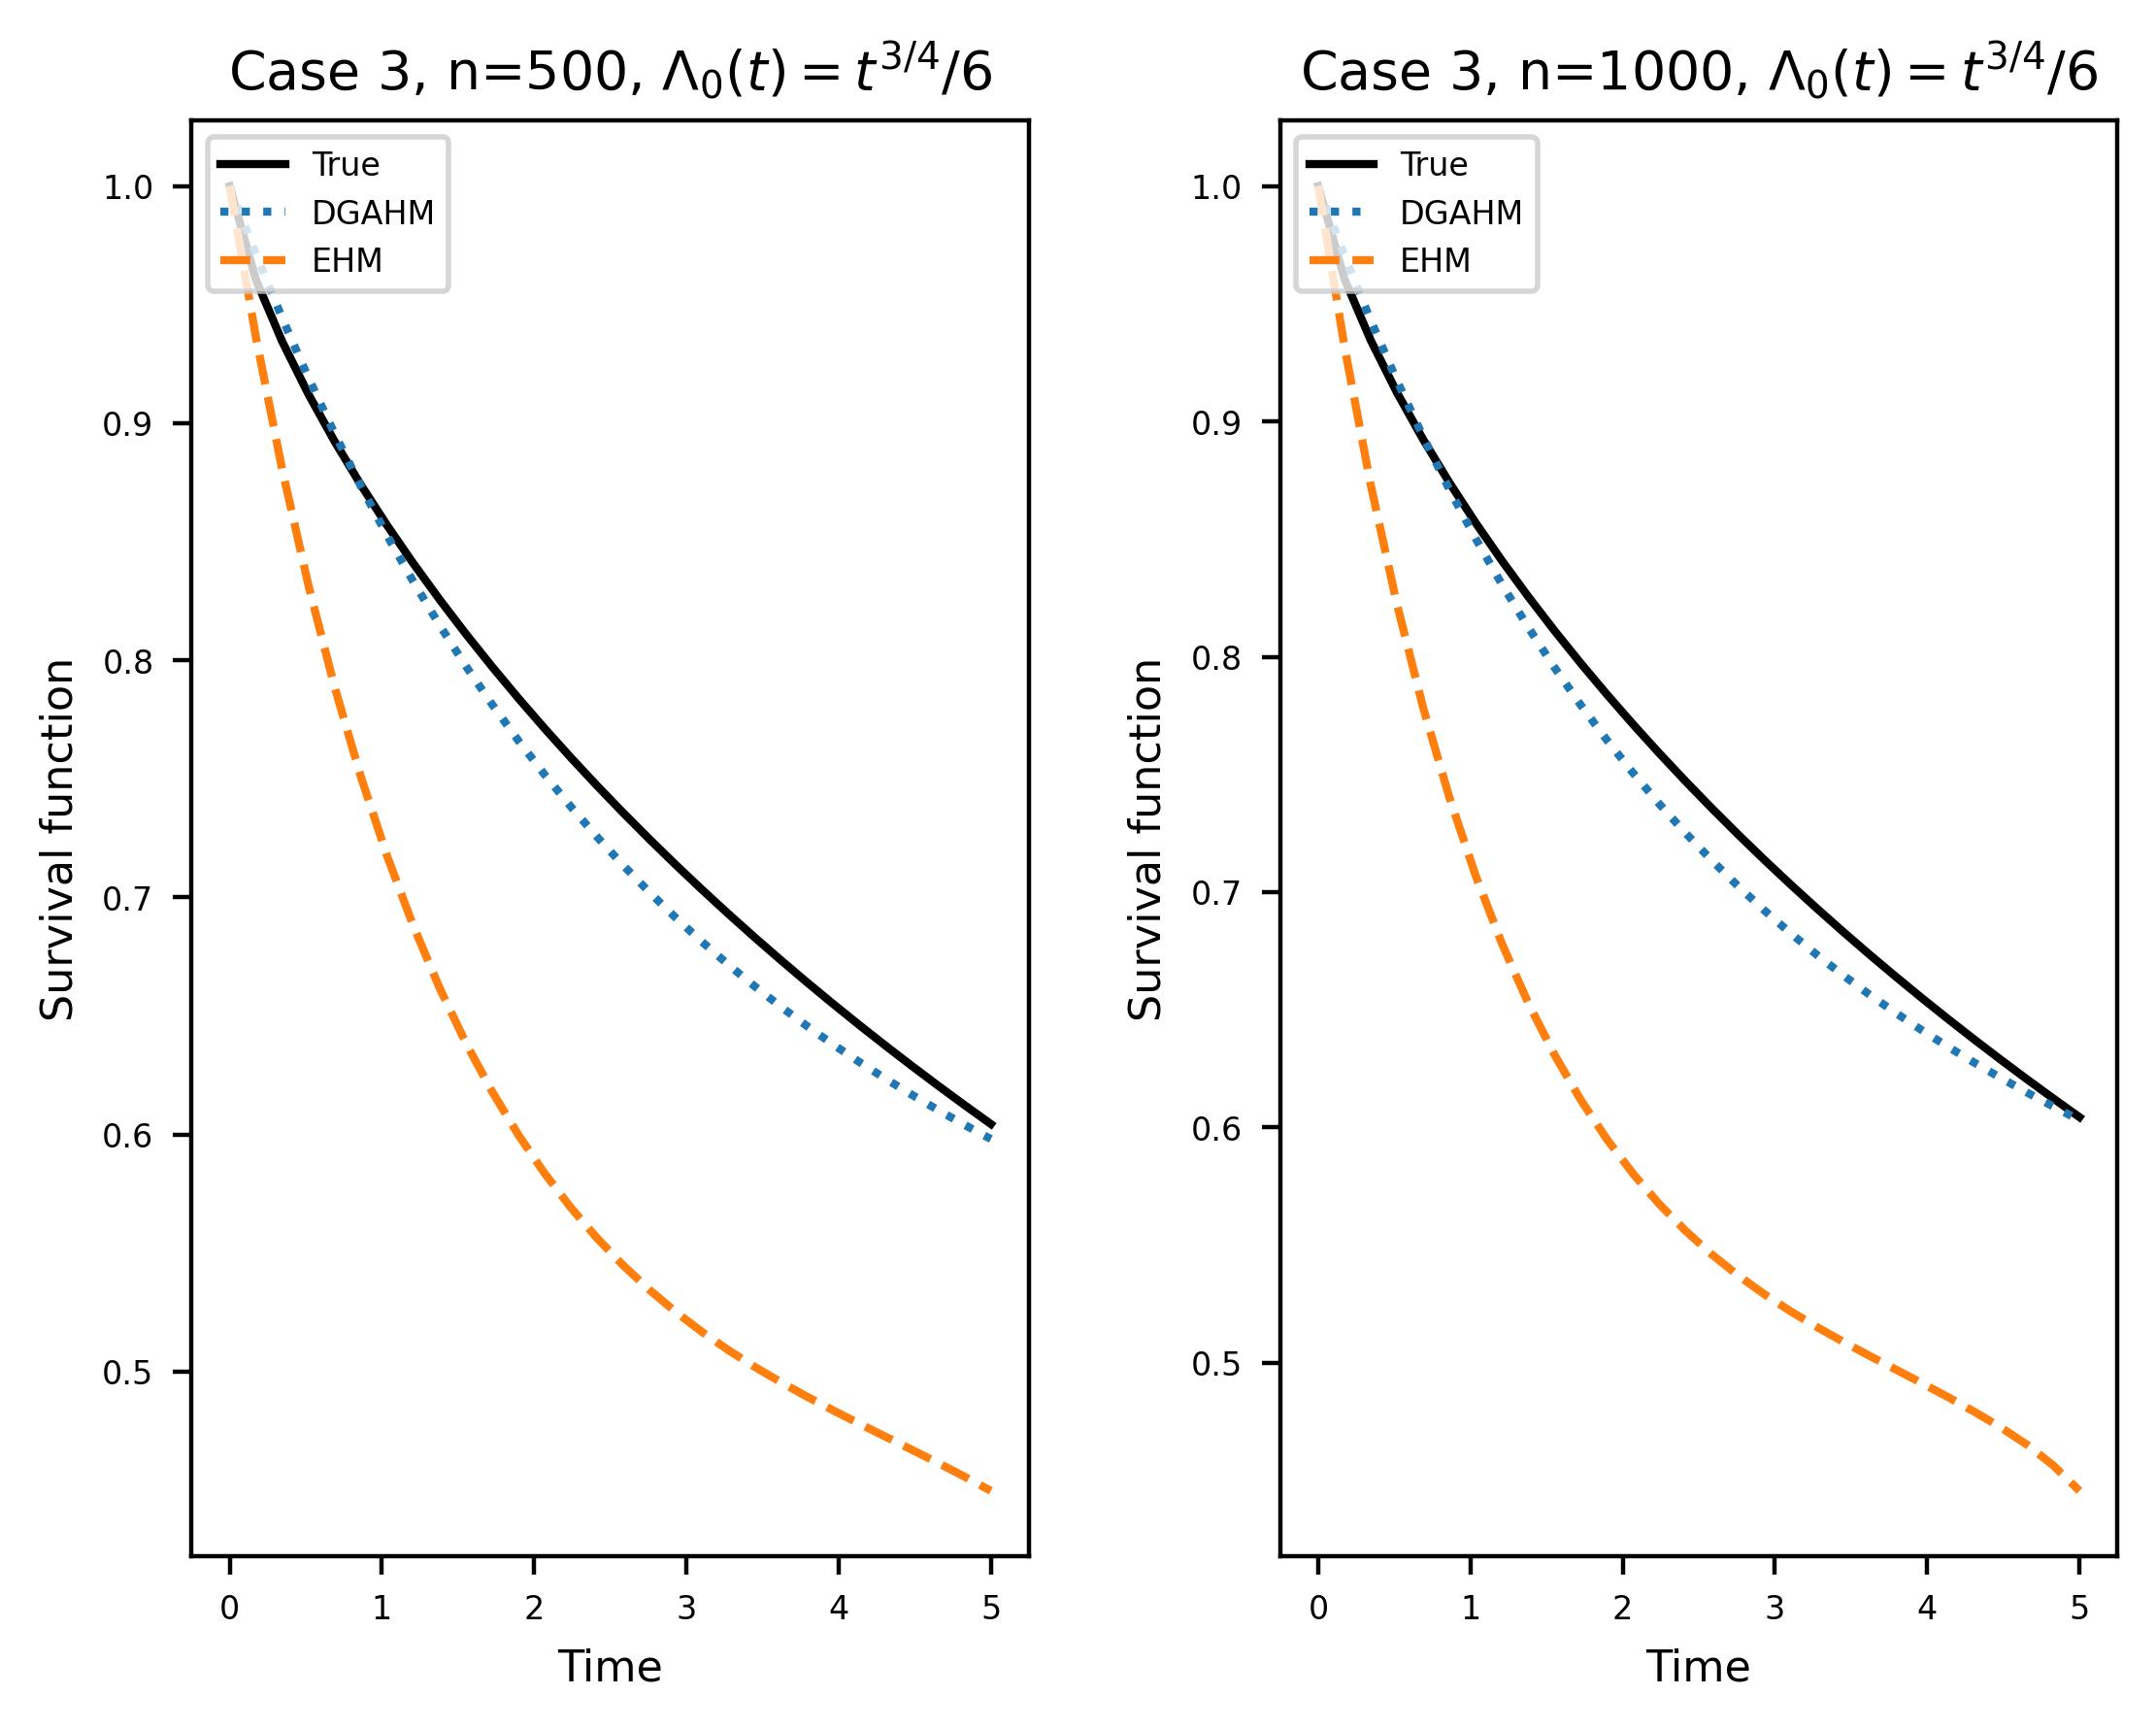 Case 3, n=500, Λ₀(t) = t^{3/4}/6
True
DGAHM
EHM
1.0
0.9
0.8
0.7
0.6
0.5
Survival function
0 1 2 3 4 5
Time
Case 3, n=1000, Λ₀(t) = t^{3/4}/6
True
DGAHM
EHM
1.0
0.9
0.8
0.7
0.6
0.5
Survival function
0 1 2 3 4 5
Time